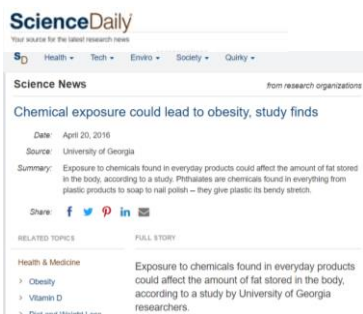 ScienceDaily
Your source for the latest research news
SD Health Tech Enviro Society Quirky
Science News from research organizations
Chemical exposure could lead to obesity, study finds
Date: April 20, 2016
Source: University of Georgia
Summary: Exposure to chemicals found in everyday products could affect the amount of fat stored
in the body, according to a study. Phthalates are chemicals found in everything from
plastic products to soap to nail polish -- they give plastic its bendy stretch.
Share:
RELATED TOPICS
FULL STORY
Health & Medicine
Obesity
Vitamin D
Diet and Weight Loss
Exposure to chemicals found in everyday products
could affect the amount of fat stored in the body,
according to a study by University of Georgia
researchers.